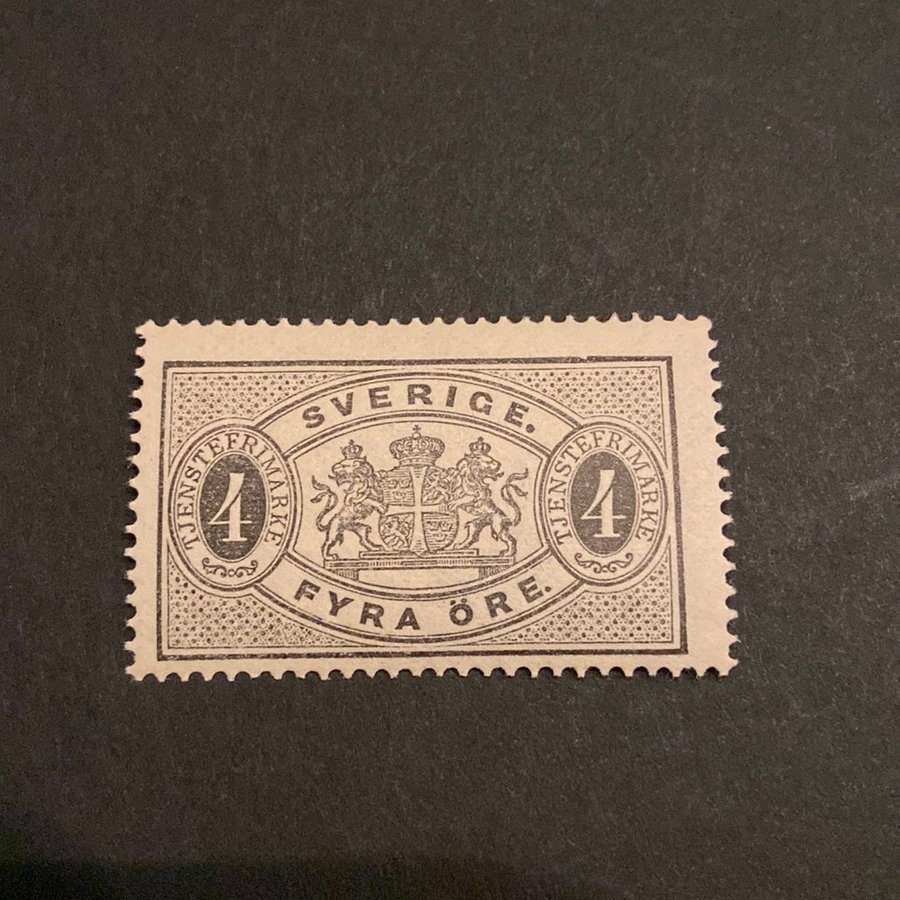 SVERIGE.
TJENSTEFRIMARKE
4
TJENSTEFRIMARKE
4
FYRA ÖRE.